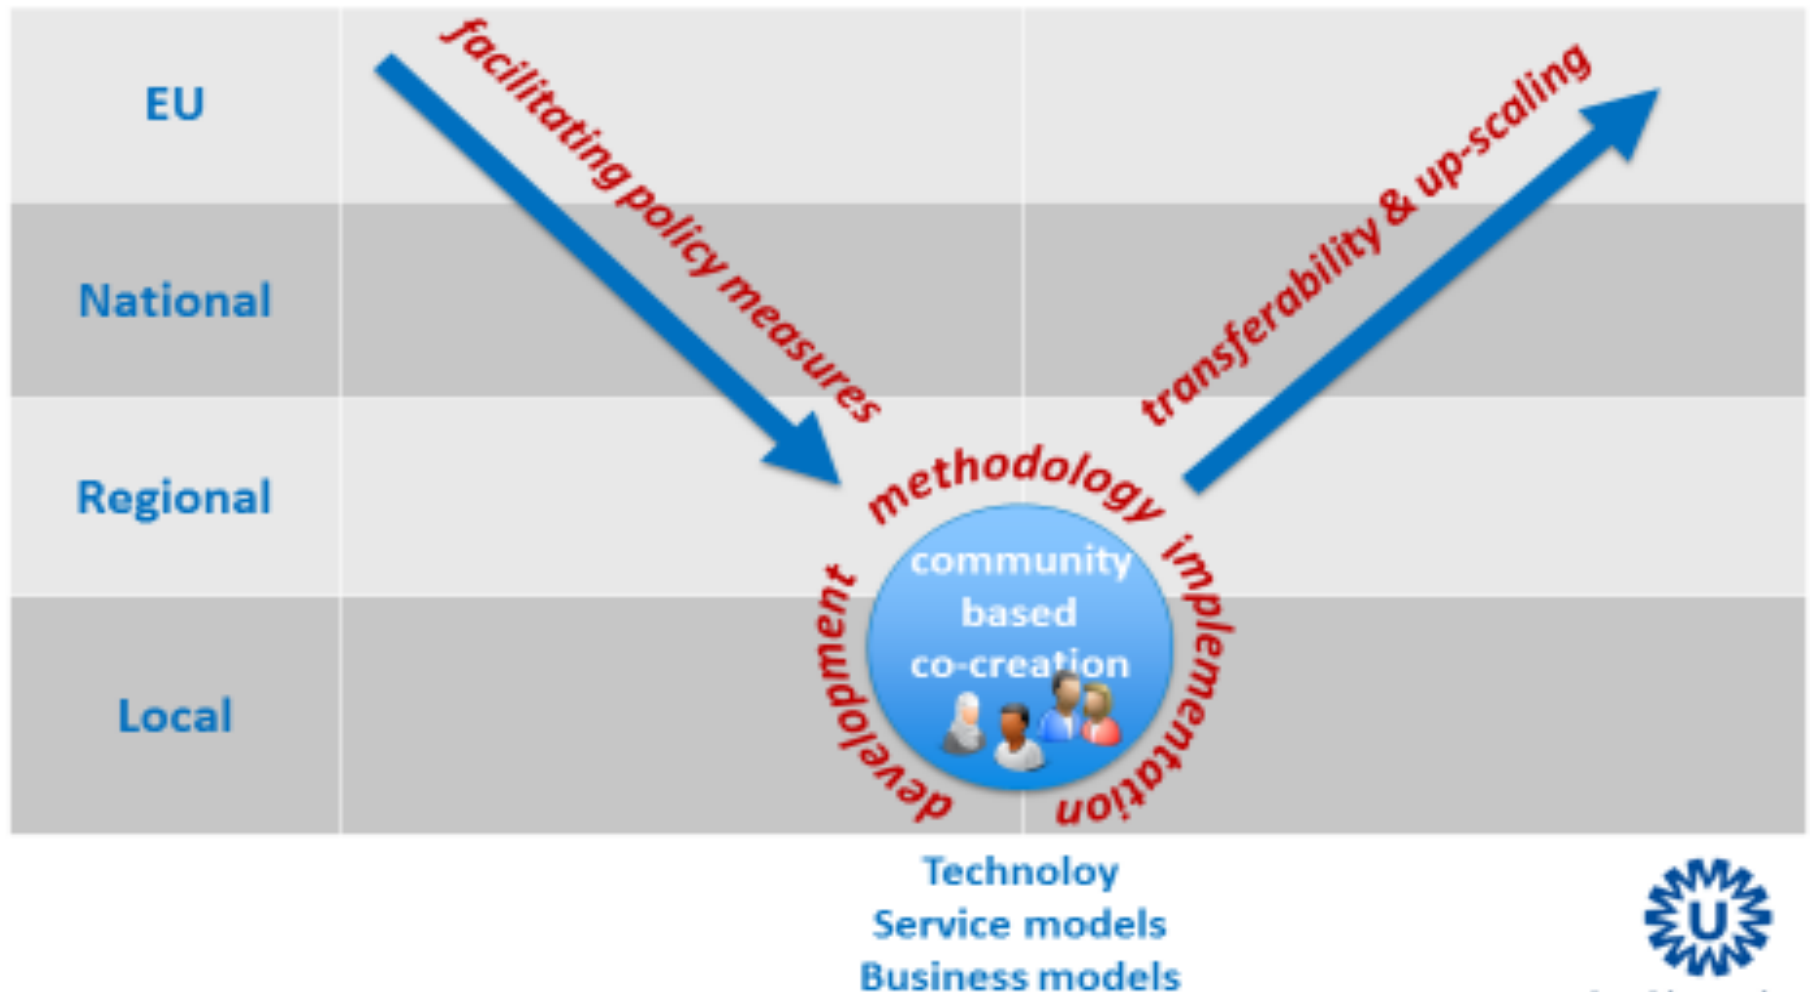 EU
facilitating policy measures
transferability & up-scaling
National
Regional
methodology
implementation
development
community
based
co-creation
Local
Technoloy
Service models
Business models
U